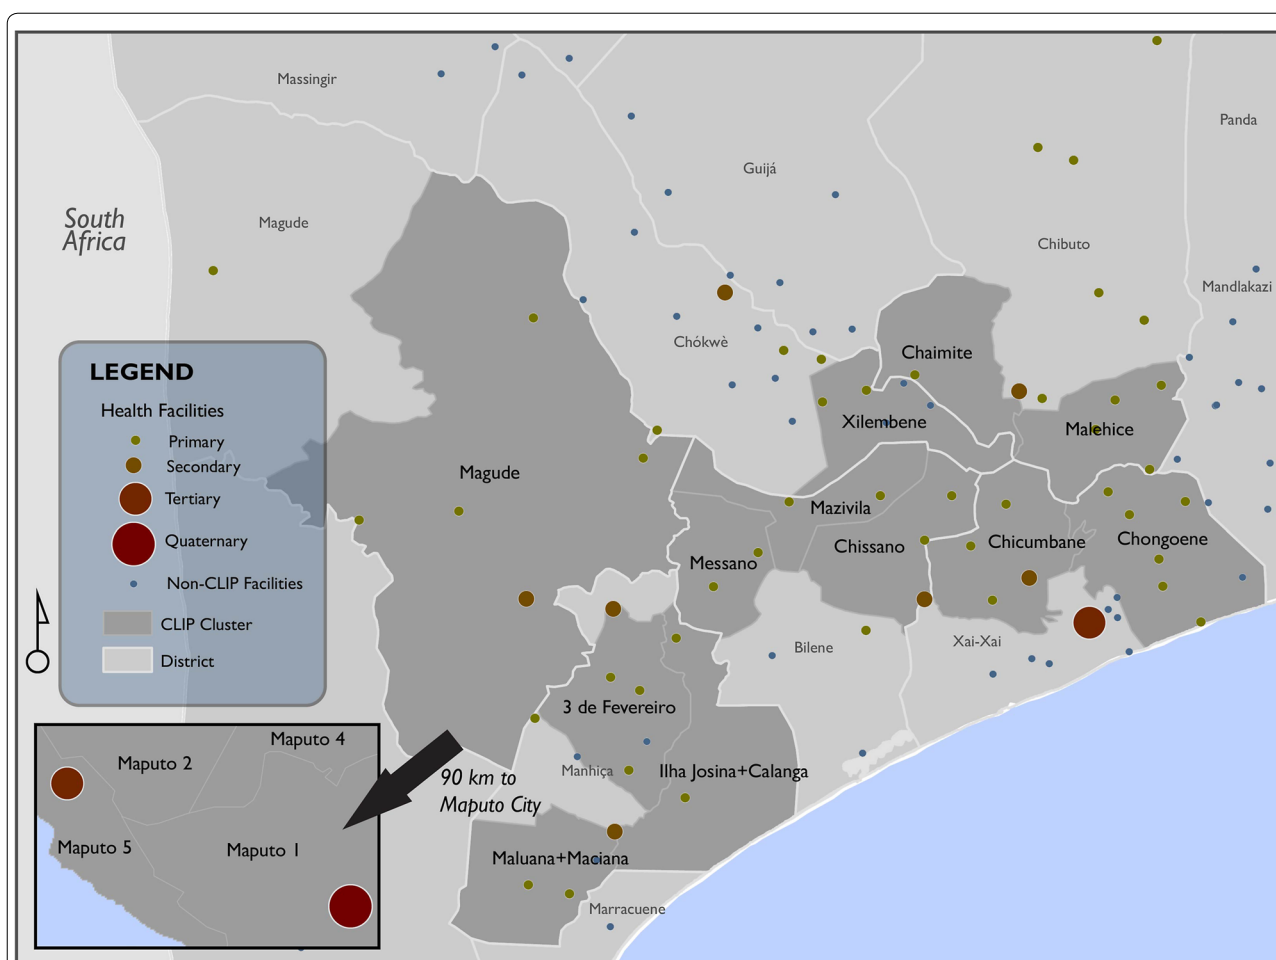 Massingir
Panda
Guijá
South
Africa
Magude
Chibuto
Mandlakazi
Chókwè
Chaimite
LEGEND
Health Facilities
Primary
Secondary
Tertiary
Quaternary
Non-CLIP Facilities
CLIP Cluster
District
Xilembene
Malehice
Magude
Mazivila
Chissano
Chicumbane
Chongoene
Messano
Bilene
Xai-Xai
3 de Fevereiro
Manhiça
Ilha Josina+Calanga
90 km to
Maputo City
Maluana+Maciana
Marracuene
Maputo 4
Maputo 2
Maputo 5
Maputo 1